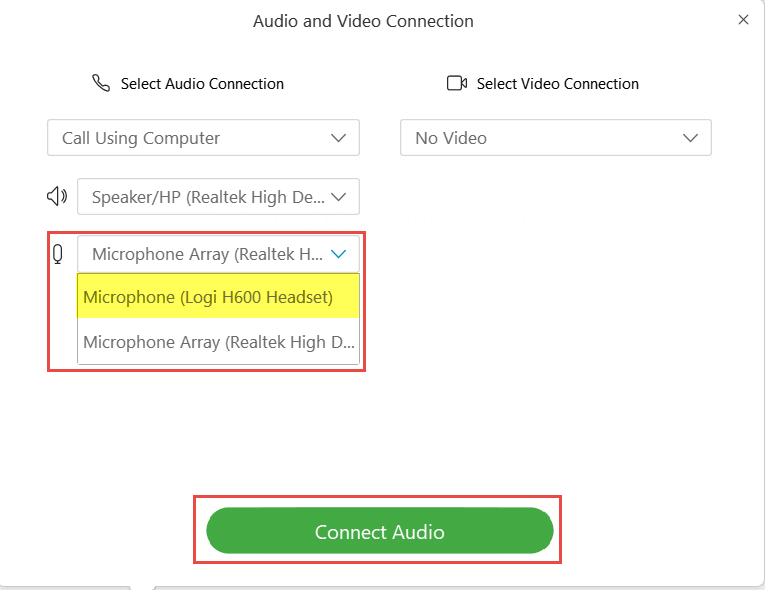 Audio and Video Connection
Select Audio Connection
Select Video Connection
Call Using Computer
No Video
Speaker/HP (Realtek High De...
Microphone Array (Realtek H...
Microphone (Logi H600 Headset)
Microphone Array (Realtek High D...
Connect Audio